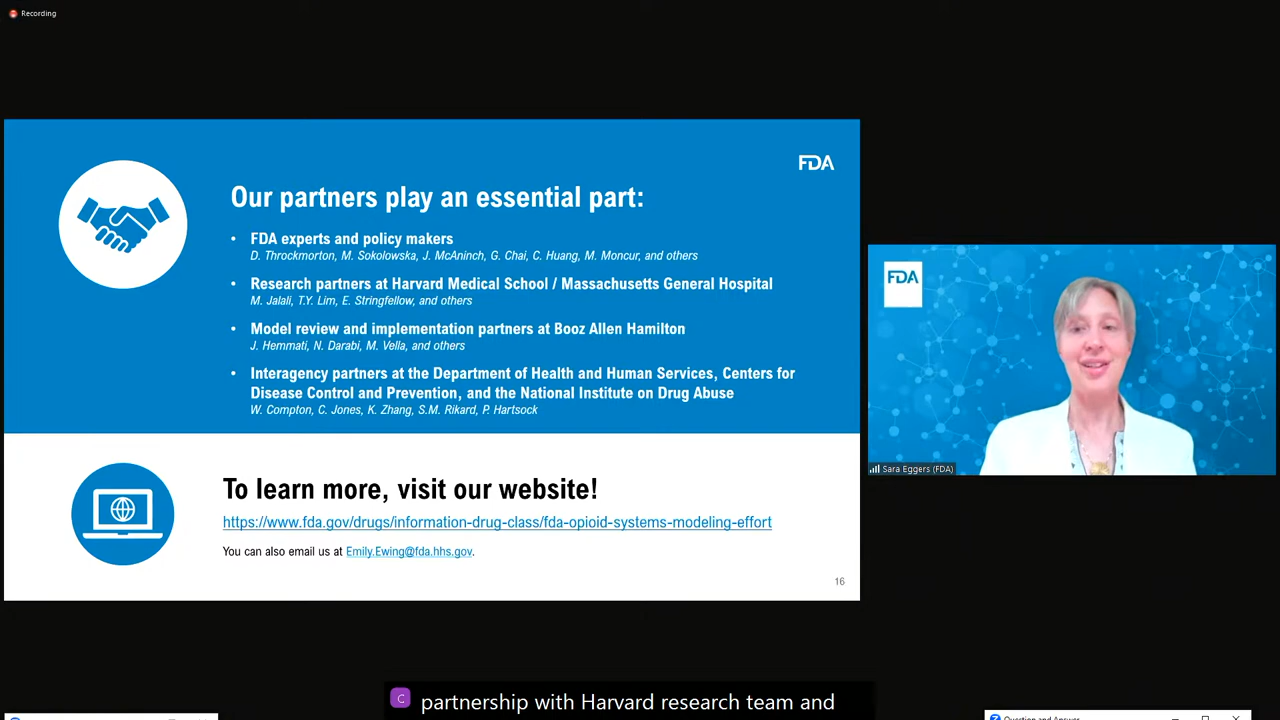 Recording
FDA
Our partners play an essential part:
• FDA experts and policy makers
D. Throckmorton, M. Sokolowska, J. McAninch, G. Chai, C. Huang, M. Moncur, and others
• Research partners at Harvard Medical School / Massachusetts General Hospital
M. Jalali, T.Y. Lim, E. Stringfellow, and others
• Model review and implementation partners at Booz Allen Hamilton
J. Hemmati, N. Darabi, M. Vella, and others
• Interagency partners at the Department of Health and Human Services, Centers for
Disease Control and Prevention, and the National Institute on Drug Abuse
W. Compton, C. Jones, K. Zhang, S.M. Rikard, P. Hartsock
To learn more, visit our website!
https://www.fda.gov/drugs/information-drug-class/fda-opioid-systems-modeling-effort
You can also email us at Emily.Ewing@fda.hhs.gov.
16
FDA
Sara Eggers (FDA)
C
partnership with Harvard research team and
Question and Answer